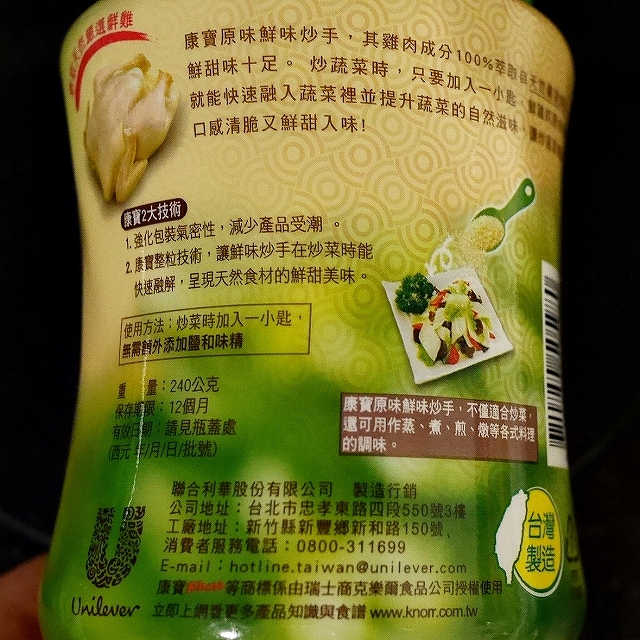 嚴選鮮雞
康寶原味鮮味炒手，其雞肉成分100%萃取自天然
鮮甜味十足。 炒蔬菜時，只要加入一小匙，
就能快速融入蔬菜裡並提升蔬菜的自然滋味，
口感清脆又鮮甜入味!
康寶2大技術
1. 強化包裝氣密性，減少產品受潮 。
2. 康寶整粒技術，讓鮮味炒手在炒菜時能
快速融解，呈現天然食材的鮮甜美味。
使用方法：炒菜時加入一小匙，
無需額外添加鹽和味精
重 量：240公克
保存期限：12個月
有效日期：請見瓶蓋處
(西元 年/月/日/批號)
康寶原味鮮味炒手，不僅適合炒菜，
還可用作蒸、煮、煎、燉等各式料理
的調味。
聯合利華股份有限公司 製造行銷
公司地址：台北市忠孝東路四段550號3樓
工廠地址：新竹縣新豐鄉新和路150號
消費者服務電話：0800-311699
E-mail：hotline.taiwan@unilever.com
康寶Knorr等商標係由瑞士商克樂爾食品公司授權使用
立即上網看更多產品知識與食譜 www.knorr.com.tw
Unilever
台灣
製造